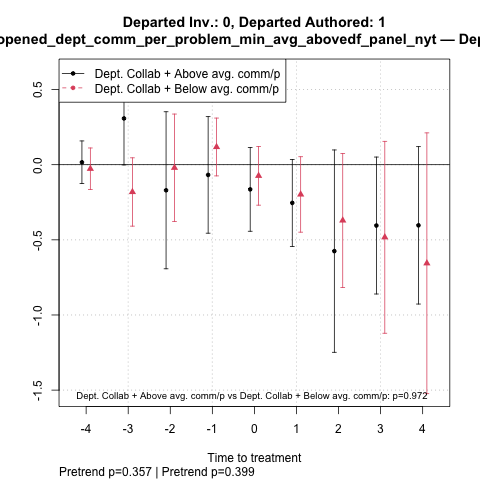 Departed Inv.: 0, Departed Authored: 1
opened_dept_comm_per_problem_min_avg_abovedf_panel_nyt — Dep
Dept. Collab + Above avg. comm/p
Dept. Collab + Below avg. comm/p
0.5
0.0
-0.5
-1.0
-1.5
Dept. Collab + Above avg. comm/p vs Dept. Collab + Below avg. comm/p: p=0.972
-4 -3 -2 -1 0 1 2 3 4
Time to treatment
Pretrend p=0.357 | Pretrend p=0.399